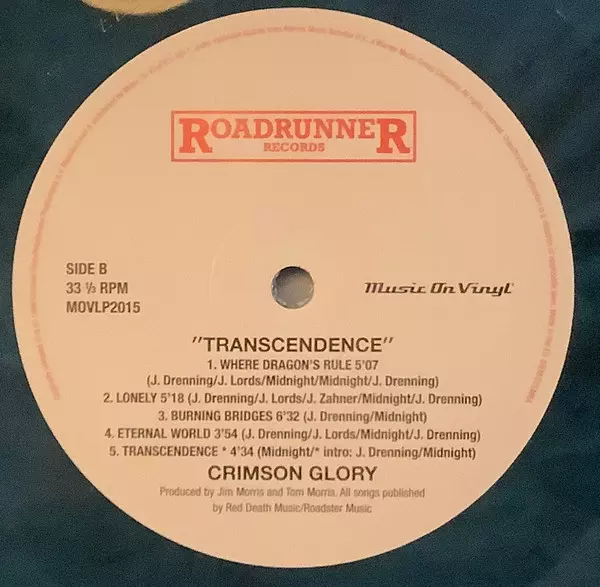 ROADRUNNER
RECORDS
SIDE B
33 ⅓ RPM
MOVLP2015
Music On Vinyl
"TRANSCENDENCE"
1. WHERE DRAGON'S RULE 5'07
(J. Drenning/J. Lords/Midnight/Midnight/J. Drenning)
2. LONELY 5'18 (J. Drenning/J. Lords/J. Zahner/Midnight/J. Drenning)
3. BURNING BRIDGES 6'32 (J. Drenning/Midnight)
4. ETERNAL WORLD 3'54 (J. Drenning/J. Lords/Midnight/J. Drenning)
5. TRANSCENDENCE * 4'34 (Midnight/* intro: J. Drenning/Midnight)
CRIMSON GLORY
Produced by Jim Morris and Tom Morris. All songs published
by Red Death Music/Roadster Music